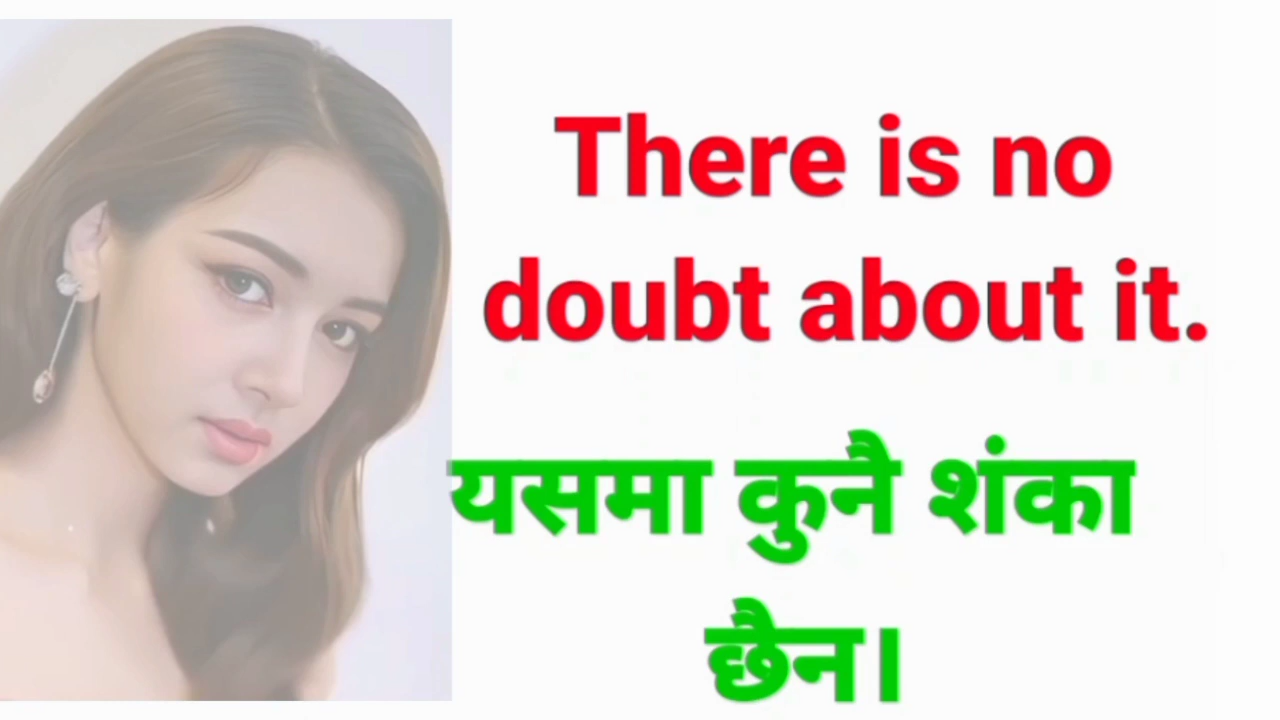 There is no
doubt about it.
यसमा कुनै शंका
छैन।